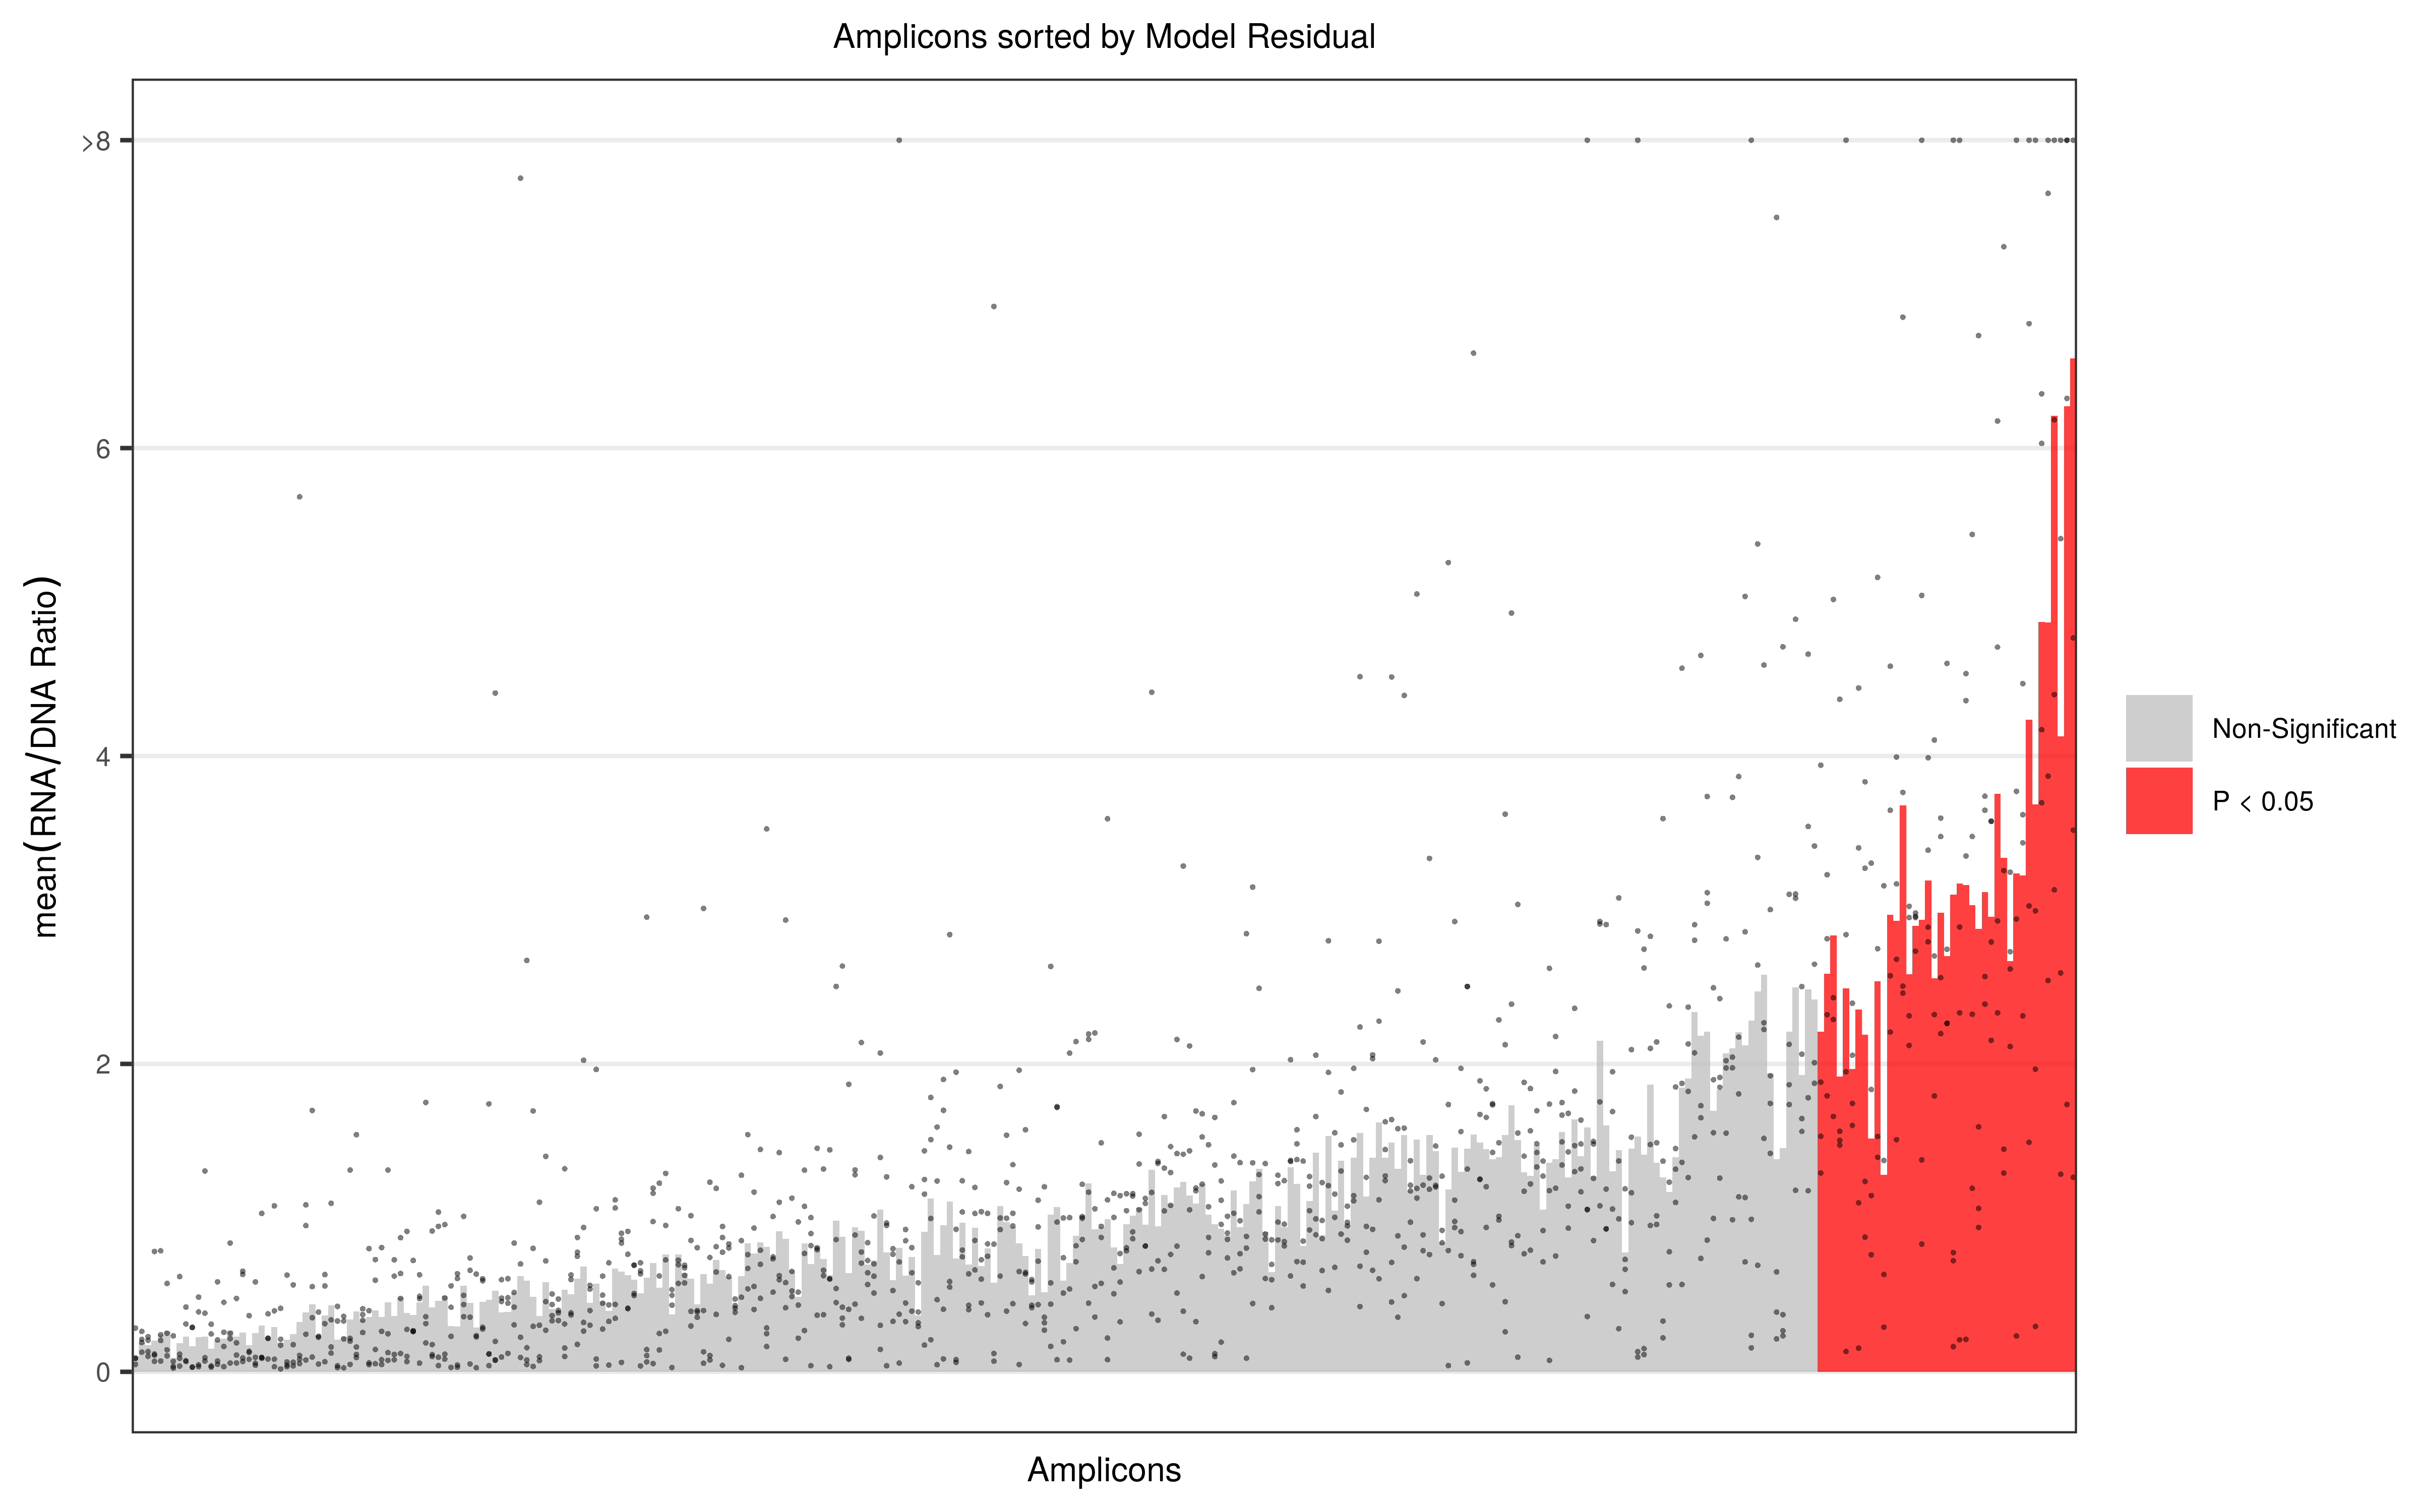 Amplicons sorted by Model Residual
mean(RNA/DNA Ratio)
>8
6
4
2
0
Amplicons
Non-Significant
P < 0.05